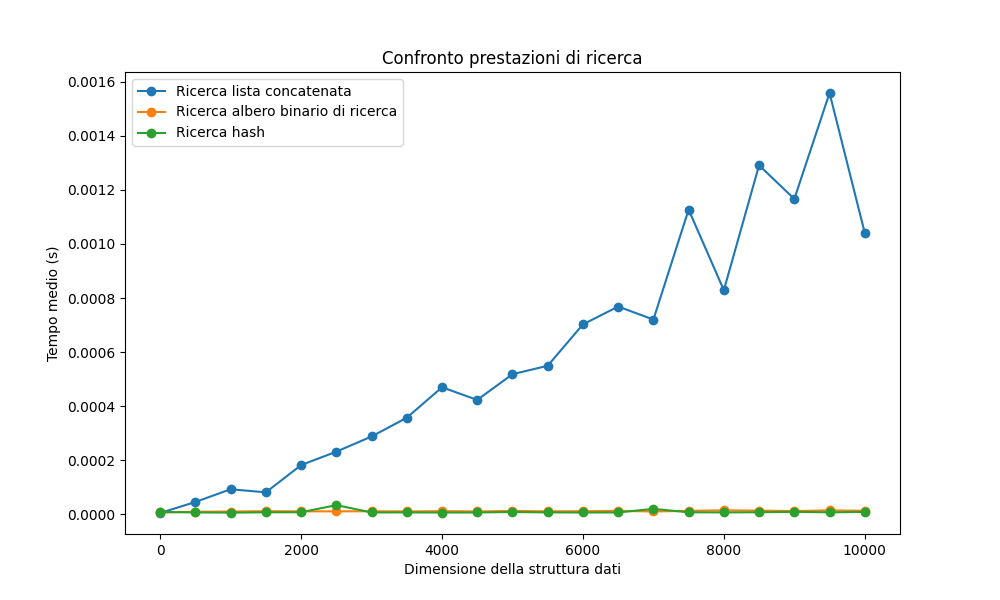 Confronto prestazioni di ricerca
Ricerca lista concatenata
Ricerca albero binario di ricerca
Ricerca hash
Tempo medio (s)
0.0016
0.0014
0.0012
0.0010
0.0008
0.0006
0.0004
0.0002
0.0000
0 2000 4000 6000 8000 10000
Dimensione della struttura dati